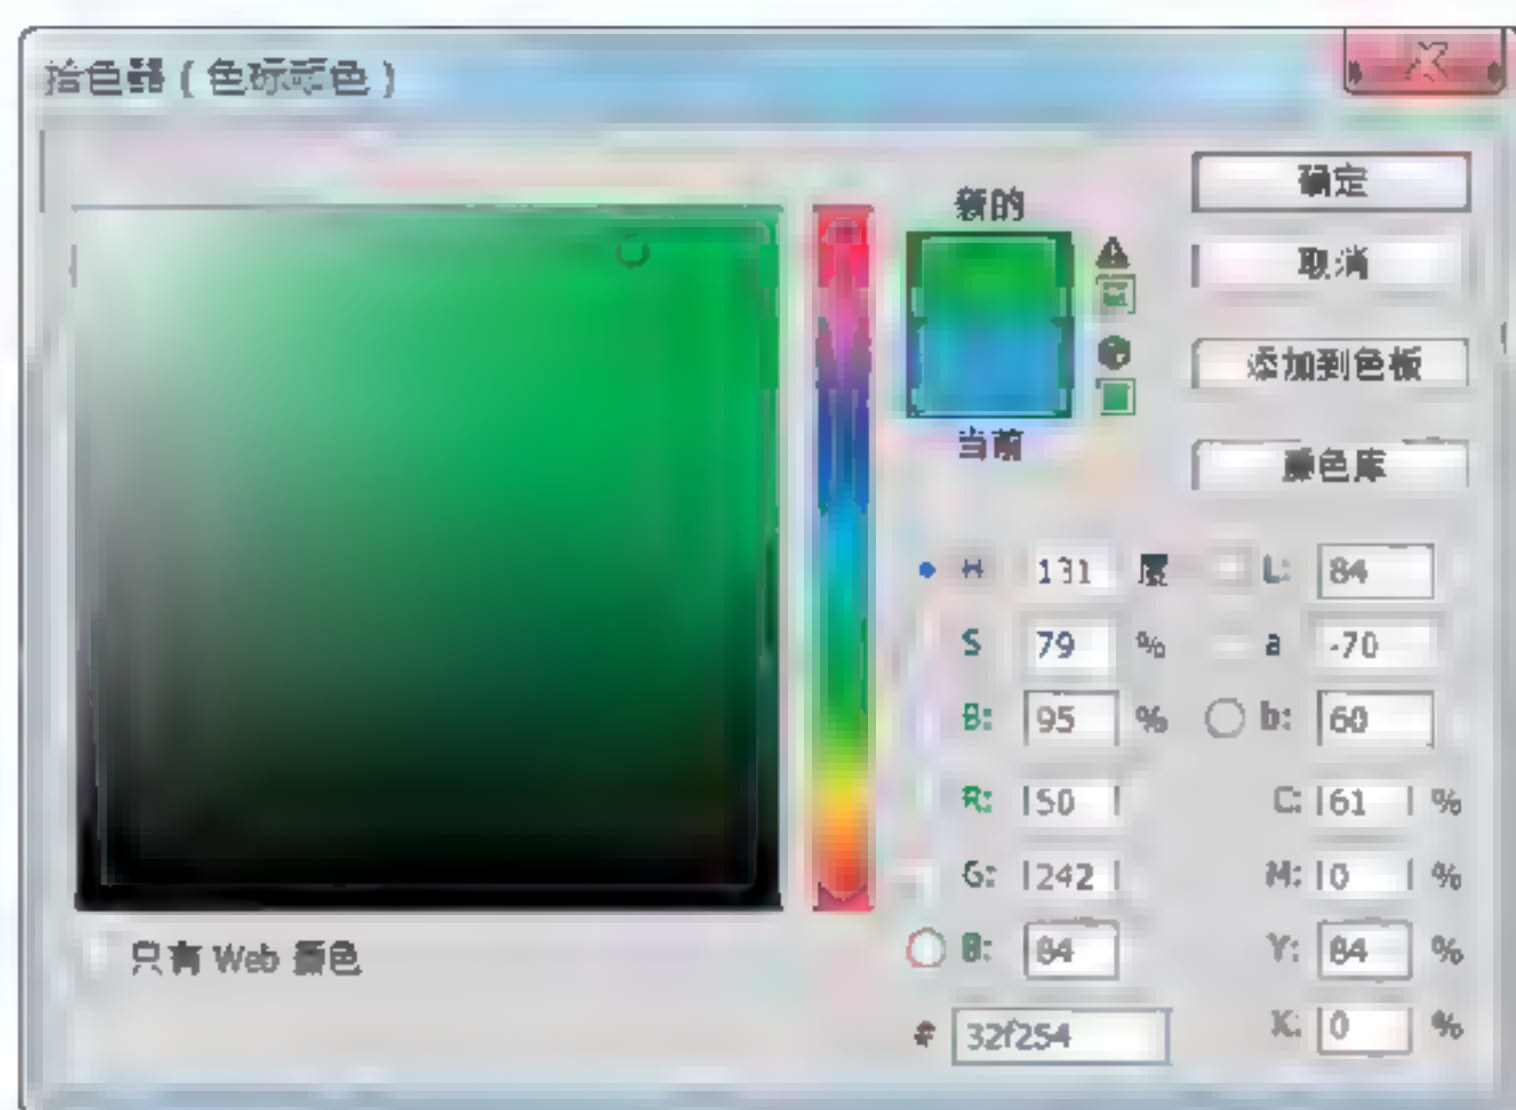 拾色器 ( 色标颜色 )
新的
当前
确定
取消
添加到色板
颜色库
H 131 度 L: 84
S 79 % a -70
B: 95 % b: 60
R: 50 C: 61 %
G: 242 M: 0 %
B: 84 Y: 84 %
# 32f254 K: 0 %
只有 Web 颜色